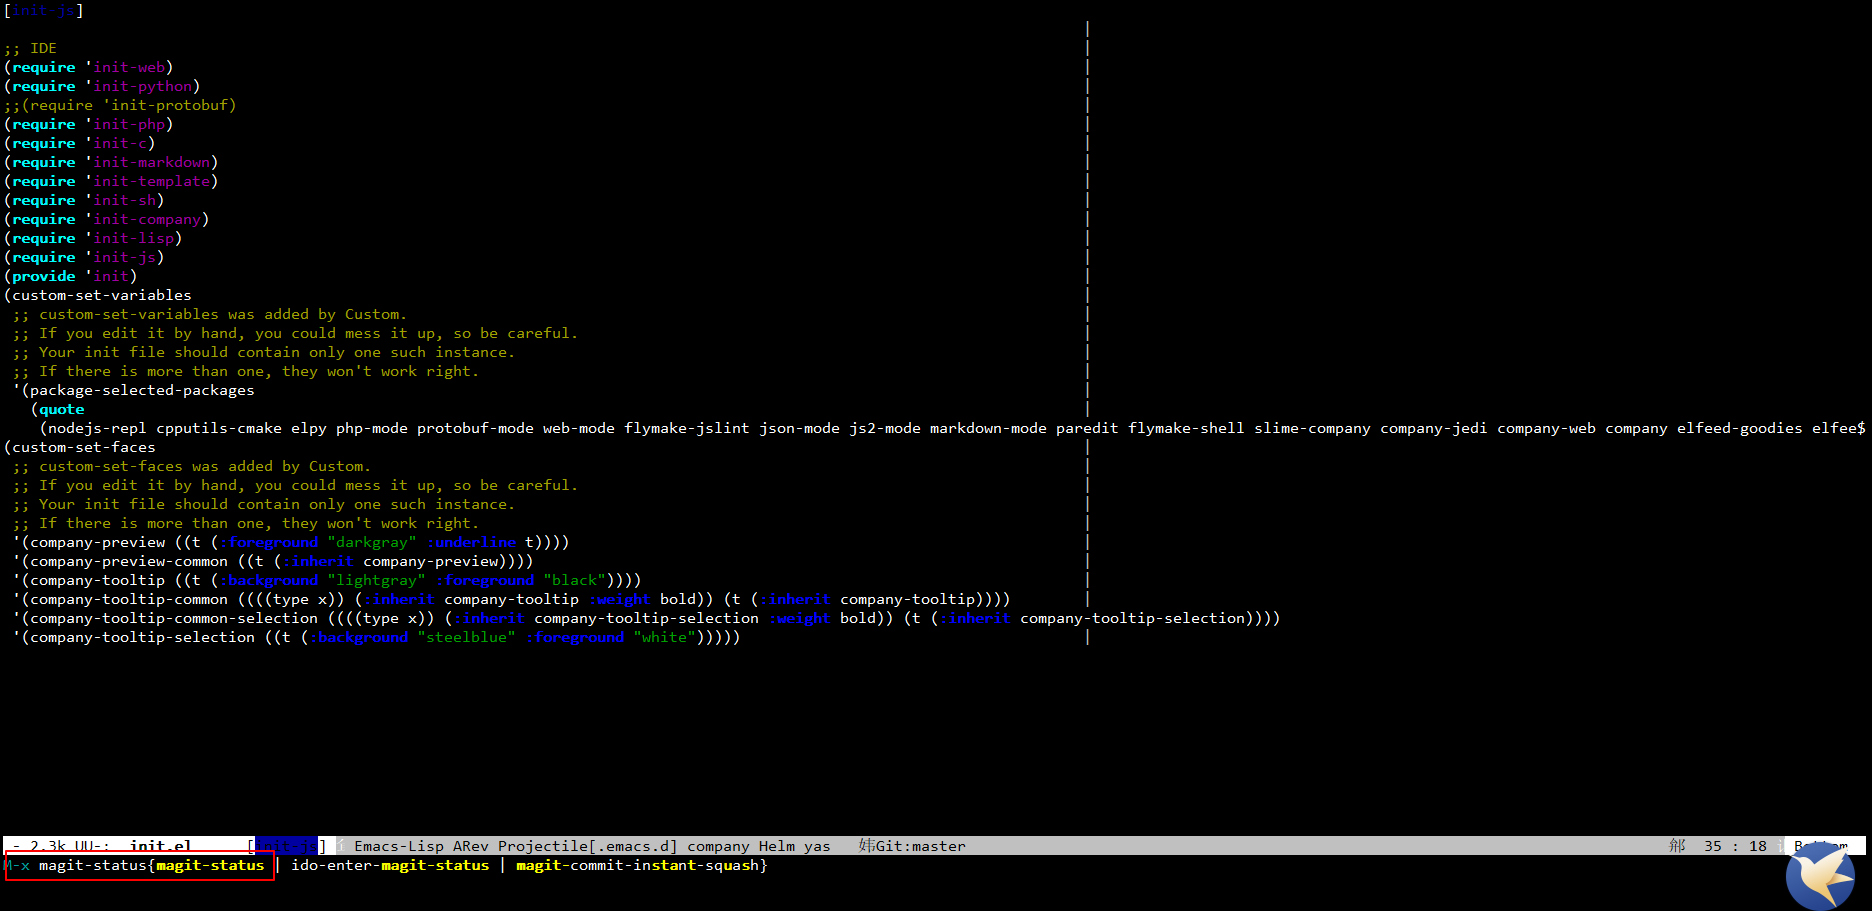 [init-js]
;; IDE
(require 'init-web)
(require 'init-python)
;;(require 'init-protobuf)
(require 'init-php)
(require 'init-c)
(require 'init-markdown)
(require 'init-template)
(require 'init-sh)
(require 'init-company)
(require 'init-lisp)
(require 'init-js)
(provide 'init)
(custom-set-variables
 ;; custom-set-variables was added by Custom.
 ;; If you edit it by hand, you could mess it up, so be careful.
 ;; Your init file should contain only one such instance.
 ;; If there is more than one, they won't work right.
 '(package-selected-packages
   (quote
    (nodejs-repl cpputils-cmake elpy php-mode protobuf-mode web-mode flymake-jslint json-mode js2-mode markdown-mode paredit flymake-shell slime-company company-jedi company-web company elfeed-goodies elfee$
(custom-set-faces
 ;; custom-set-faces was added by Custom.
 ;; If you edit it by hand, you could mess it up, so be careful.
 ;; Your init file should contain only one such instance.
 ;; If there is more than one, they won't work right.
 '(company-preview ((t (:foreground "darkgray" :underline t))))
 '(company-preview-common ((t (:inherit company-preview))))
 '(company-tooltip ((t (:background "lightgray" :foreground "black"))))
 '(company-tooltip-common ((((type x)) (:inherit company-tooltip :weight bold)) (t (:inherit company-tooltip))))
 '(company-tooltip-common-selection ((((type x)) (:inherit company-tooltip-selection :weight bold)) (t (:inherit company-tooltip-selection))))
 '(company-tooltip-selection ((t (:background "steelblue" :foreground "white")))))
- 2.3k UU-:  init.el      [init-js]  Emacs-Lisp ARev Projectile[.emacs.d] company Helm yas   Git:master 35 : 18 Bottom
M-x magit-status{magit-status | ido-enter-magit-status | magit-commit-instant-squash}